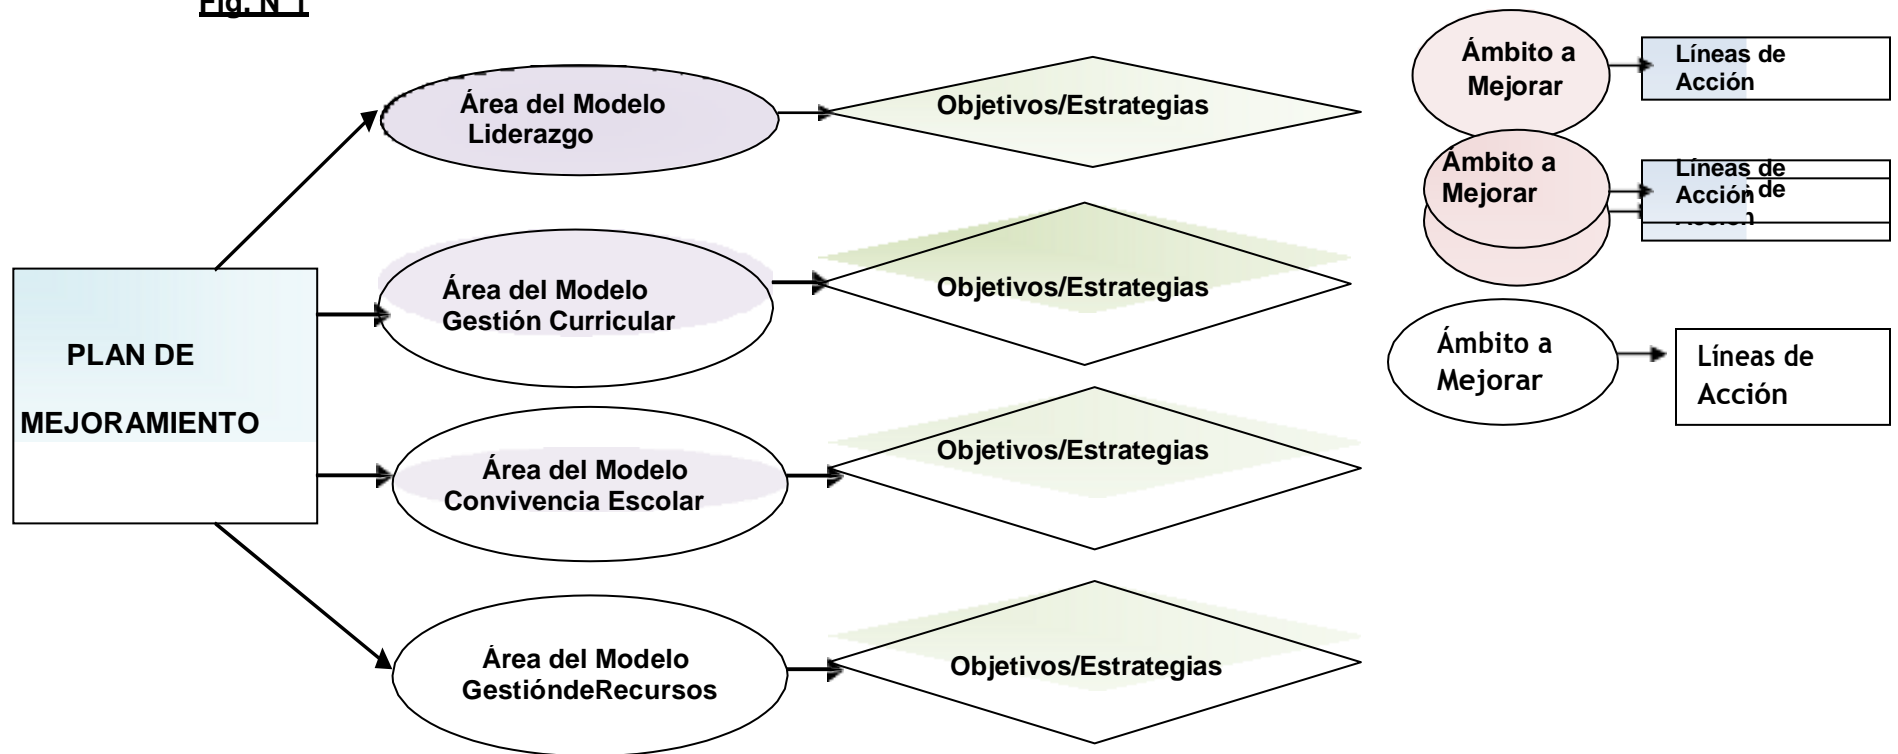 Fig. N°1
Área del Modelo
Liderazgo
Objetivos/Estrategias
Ámbito a
Mejorar
Líneas de
Acción
Ámbito a
Mejorar
Líneas de
Acción
de
Área del Modelo
Gestión Curricular
Objetivos/Estrategias
Ámbito a
Mejorar
Líneas de
Acción
PLAN DE
MEJORAMIENTO
Área del Modelo
Convivencia Escolar
Objetivos/Estrategias
Área del Modelo
GestióndeRecursos
Objetivos/Estrategias